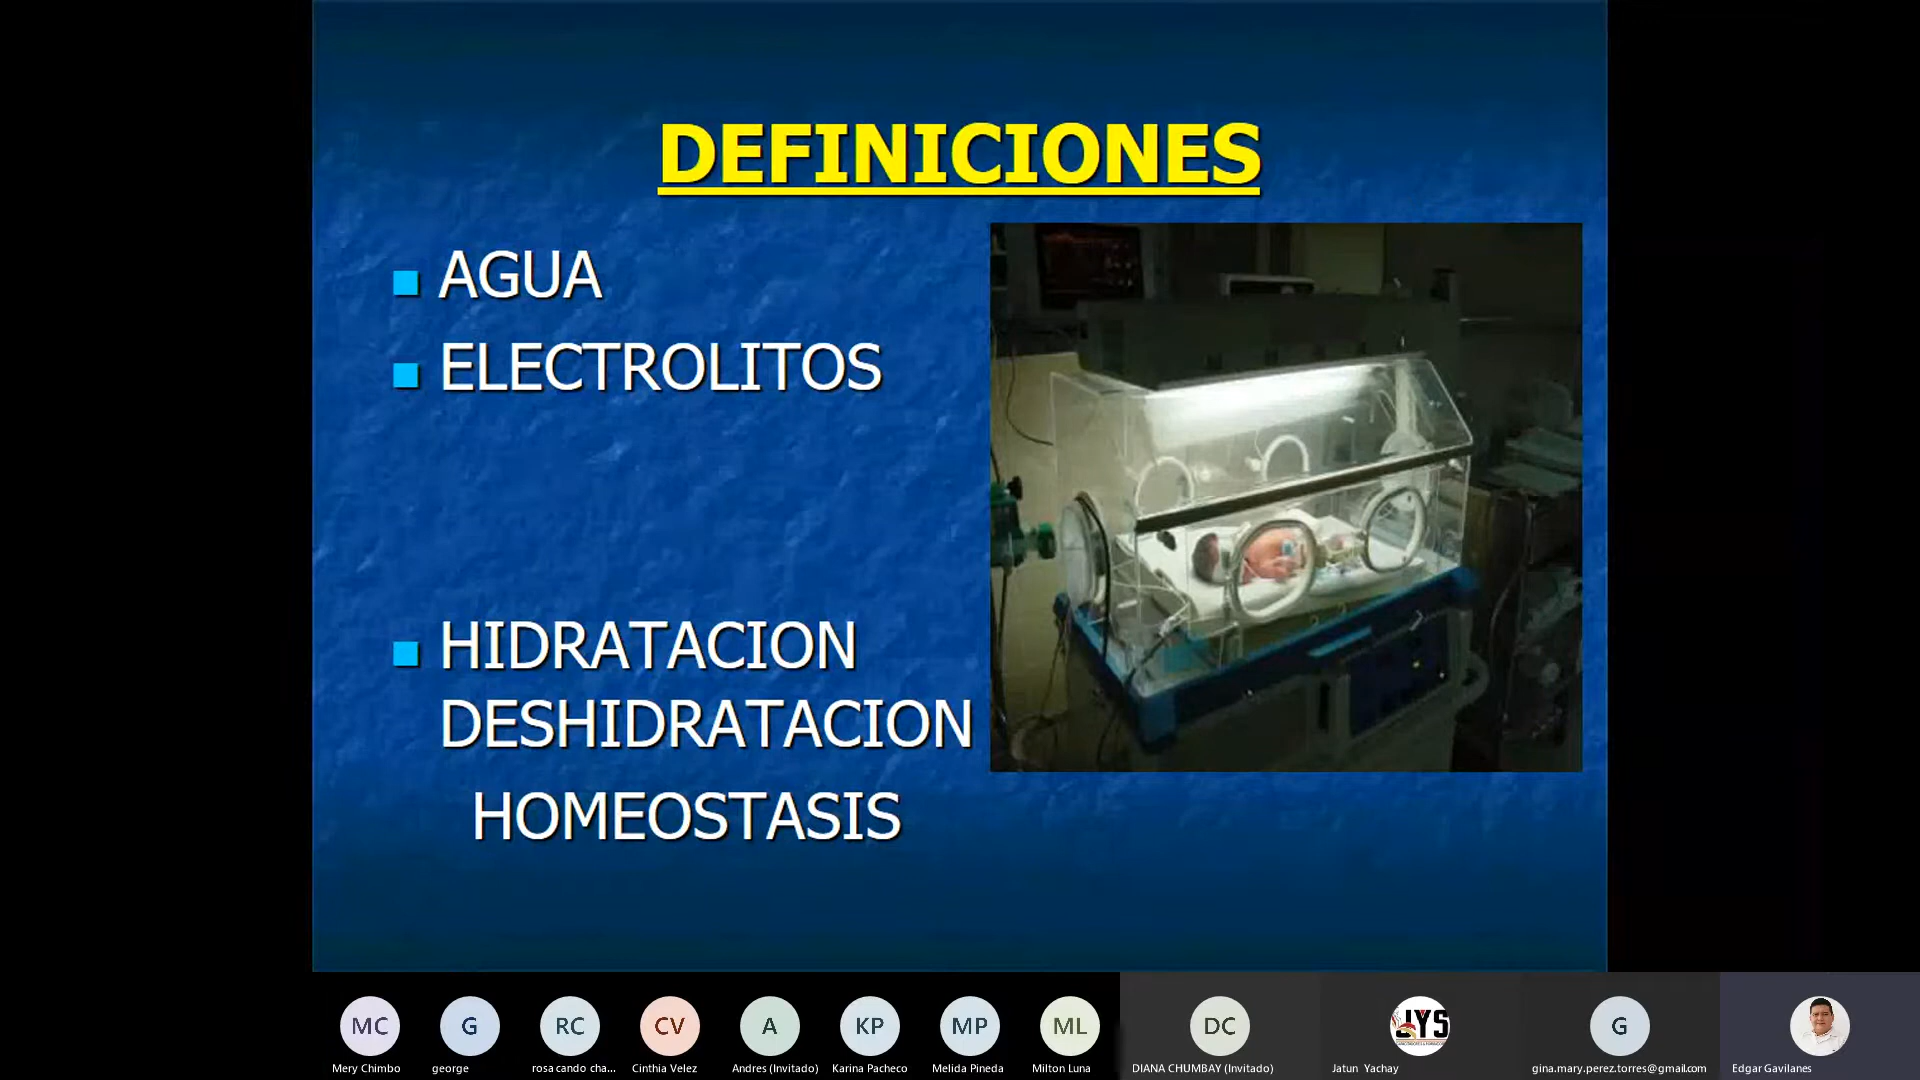 DEFINICIONES
AGUA
ELECTROLITOS
HIDRATACION
DESHIDRATACION
HOMEOSTASIS
MC
G
RC
CV
A
KP
MP
ML
DC
JYS
G
Mery Chimbo
george
rosa cando cha...
Cinthia Velez
Andres (Invitado)
Karina Pacheco
Melida Pineda
Milton Luna
DIANA CHUMBAY (Invitado)
Jatun Yachay
gina.mary.perez.torres@gmail.com
Edgar Gavilanes